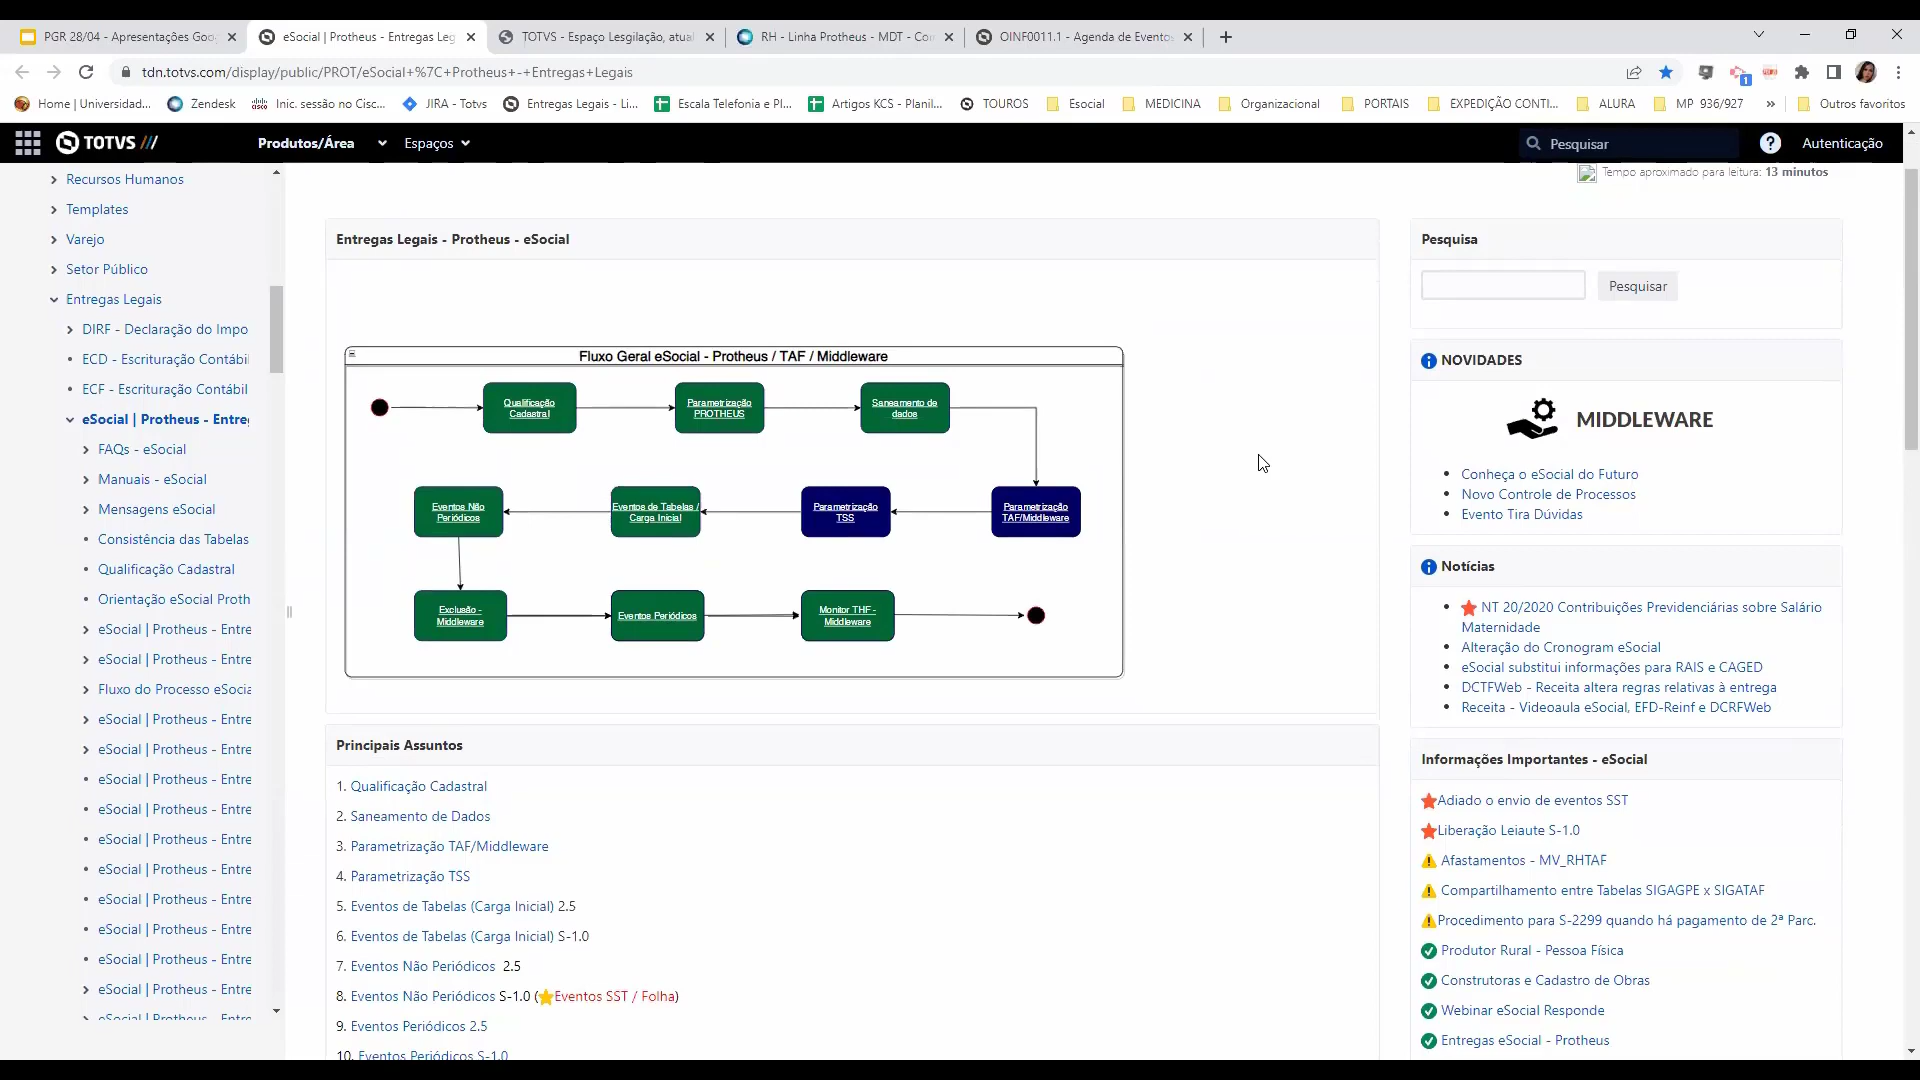 PGR 28/04 - Apresentações Goo
eSocial | Protheus - Entregas Leg
TOTVS - Espaço Lesgilação, atua
RH - Linha Protheus - MDT - Co
OINF0011.1 - Agenda de Evento
tdn.totvs.com/display/public/PROT/eSocial+%7C+Protheus+-+Entregas+Legais
Home | Universidad...
Zendesk
Inic. sessão no Cisc...
JIRA - Totvs
Entregas Legais - Li...
Escala Telefonia e Pl...
Artigos KCS - Planil...
TOUROS
Esocial
MEDICINA
Organizacional
PORTAIS
EXPEDIÇÃO CONTI...
ALURA
MP 936/927
»
Outros favoritos
TOTVS
Produtos/Área
Espaços
Pesquisar
Autenticação
Recursos Humanos
Templates
Varejo
Setor Público
Entregas Legais
DIRF - Declaração do Impo
ECD - Escrituração Contábil
ECF - Escrituração Contábil
eSocial | Protheus - Entreg
FAQs - eSocial
Manuais - eSocial
Mensagens eSocial
Consistência das Tabelas
Qualificação Cadastral
Orientação eSocial Proth
eSocial | Protheus - Entre
eSocial | Protheus - Entre
Fluxo do Processo eSocia
eSocial | Protheus - Entre
eSocial | Protheus - Entre
eSocial | Protheus - Entre
eSocial | Protheus - Entre
eSocial | Protheus - Entre
eSocial | Protheus - Entre
eSocial | Protheus - Entre
eSocial | Protheus - Entre
eSocial | Protheus - Entre
eSocial | Protheus - Entre
eSocial | Protheus - Entre
Tempo aproximado para leitura: 13 minutos
Entregas Legais - Protheus - eSocial
Fluxo Geral eSocial - Protheus / TAF / Middleware
Qualificação
Cadastral
Parametrização
PROTHEUS
Saneamento de
dados
Eventos Não
Periódicos
Eventos de Tabelas /
Carga Inicial
Parametrização
TSS
Parametrização
TAF/Middleware
Exclusão -
Middleware
Eventos Periódicos
Monitor THF -
Middleware
Principais Assuntos
1. Qualificação Cadastral
2. Saneamento de Dados
3. Parametrização TAF/Middleware
4. Parametrização TSS
5. Eventos de Tabelas (Carga Inicial) 2.5
6. Eventos de Tabelas (Carga Inicial) S-1.0
7. Eventos Não Periódicos 2.5
8. Eventos Não Periódicos S-1.0 (Eventos SST / Folha)
9. Eventos Periódicos 2.5
10. Eventos Periódicos S-1.0
Pesquisa
Pesquisar
NOVIDADES
MIDDLEWARE
Conheça o eSocial do Futuro
Novo Controle de Processos
Evento Tira Dúvidas
Notícias
NT 20/2020 Contribuições Previdenciárias sobre Salário
Maternidade
Alteração do Cronogram eSocial
eSocial substitui informações para RAIS e CAGED
DCTFWeb - Receita altera regras relativas à entrega
Receita - Videoaula eSocial, EFD-Reinf e DCRFWeb
Informações Importantes - eSocial
Adiado o envio de eventos SST
Liberação Leiaute S-1.0
Afastamentos - MV_RHTAF
Compartilhamento entre Tabelas SIGAGPE x SIGATAF
Procedimento para S-2299 quando há pagamento de 2ª Parc.
Produtor Rural - Pessoa Física
Construtoras e Cadastro de Obras
Webinar eSocial Responde
Entregas eSocial - Protheus